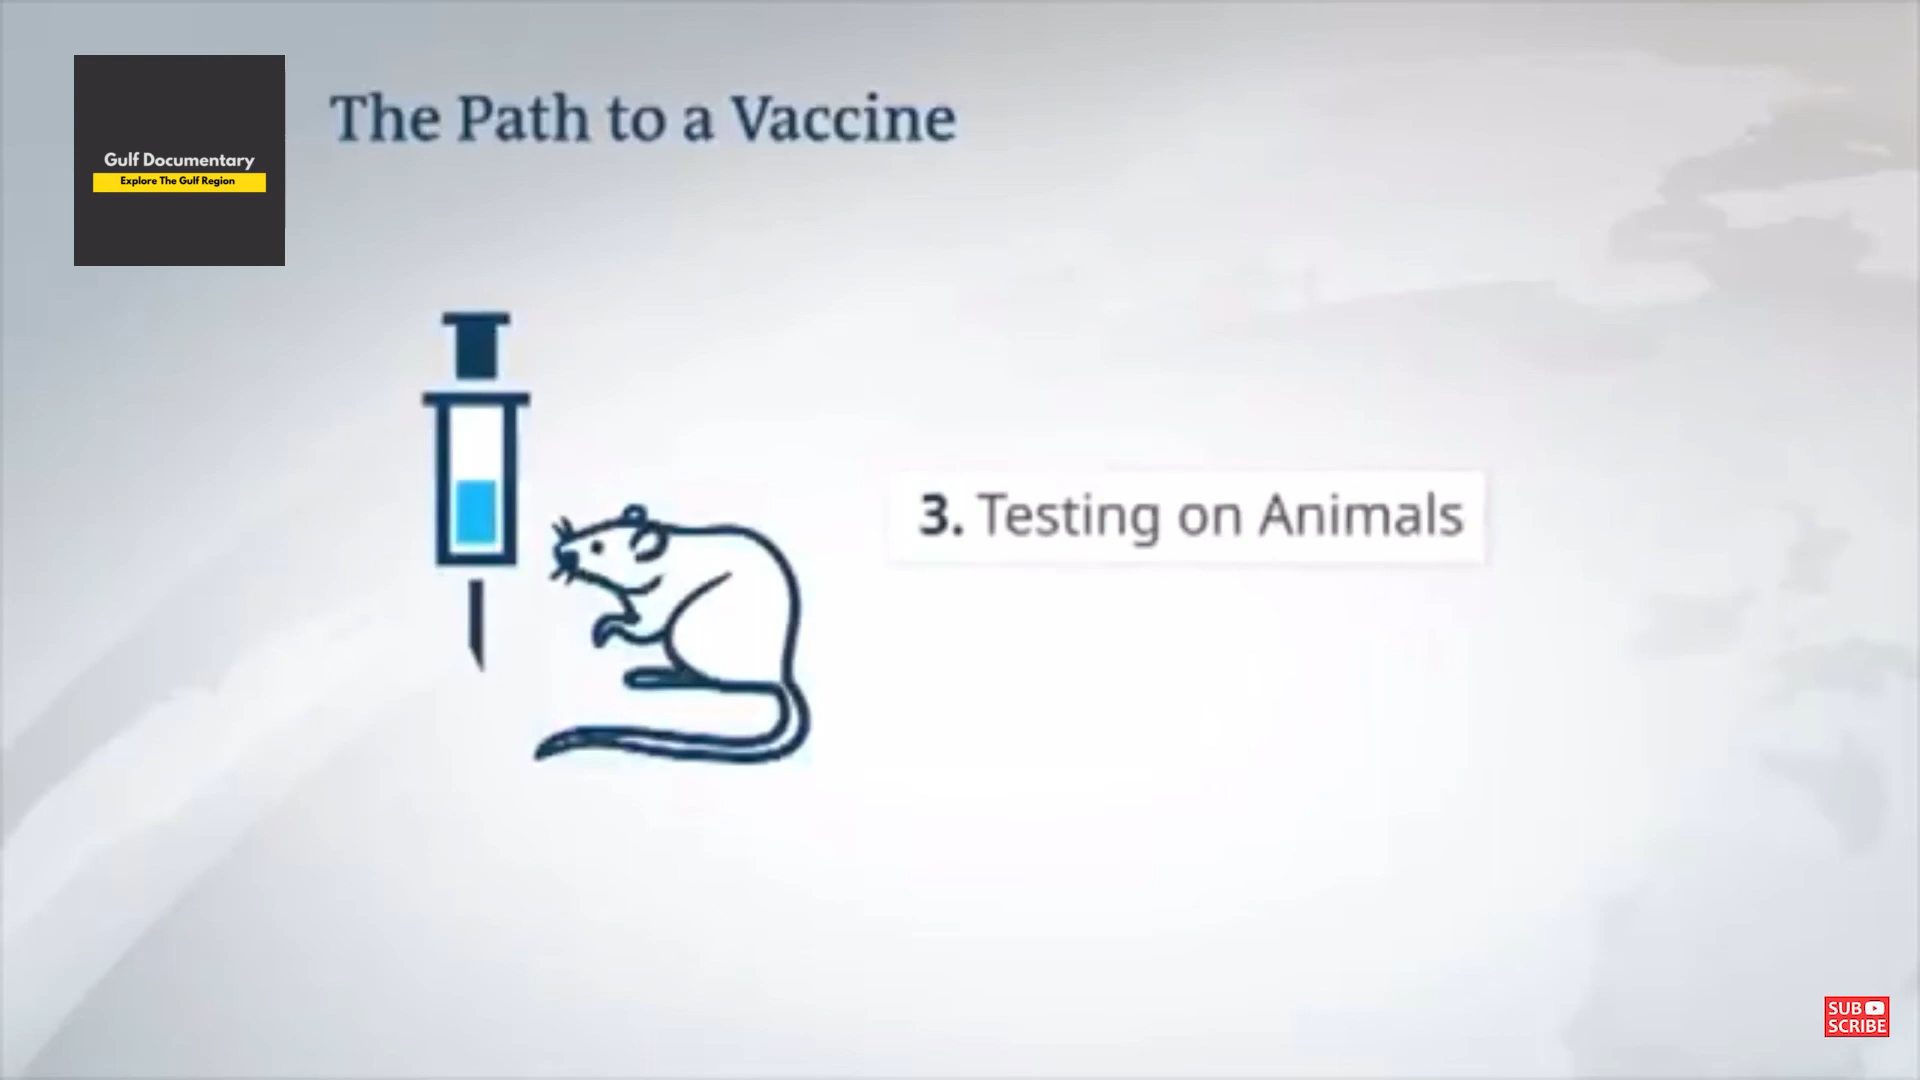 The Path to a Vaccine
Gulf Documentary
Explore The Gulf Region
3. Testing on Animals
SUB
SCRIBE